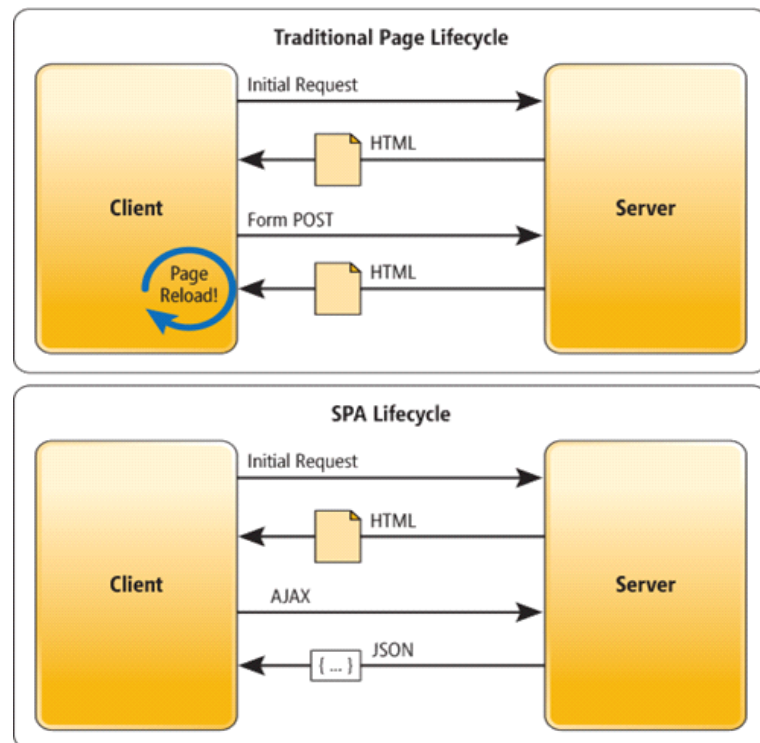 Traditional Page Lifecycle
Initial Request
HTML
Client
Server
Form POST
HTML
Page
Reload!
SPA Lifecycle
Initial Request
HTML
Client
Server
AJAX
JSON
{ ... }